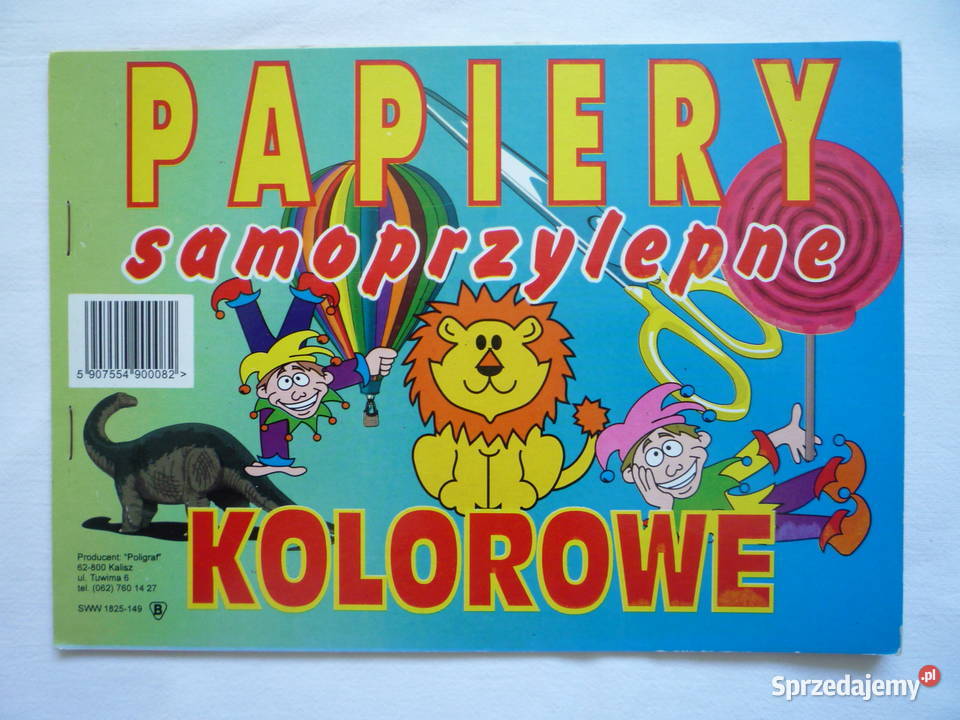 PAPIERY
samoprzylepne
5 907554 900082 >
KOLOROWE
Producent: "Poligraf"
62-800 Kalisz
ul. Tuwima 6
tel. (062) 760 14 27
SWW 1825-149 B
Sprzedajemy.pl